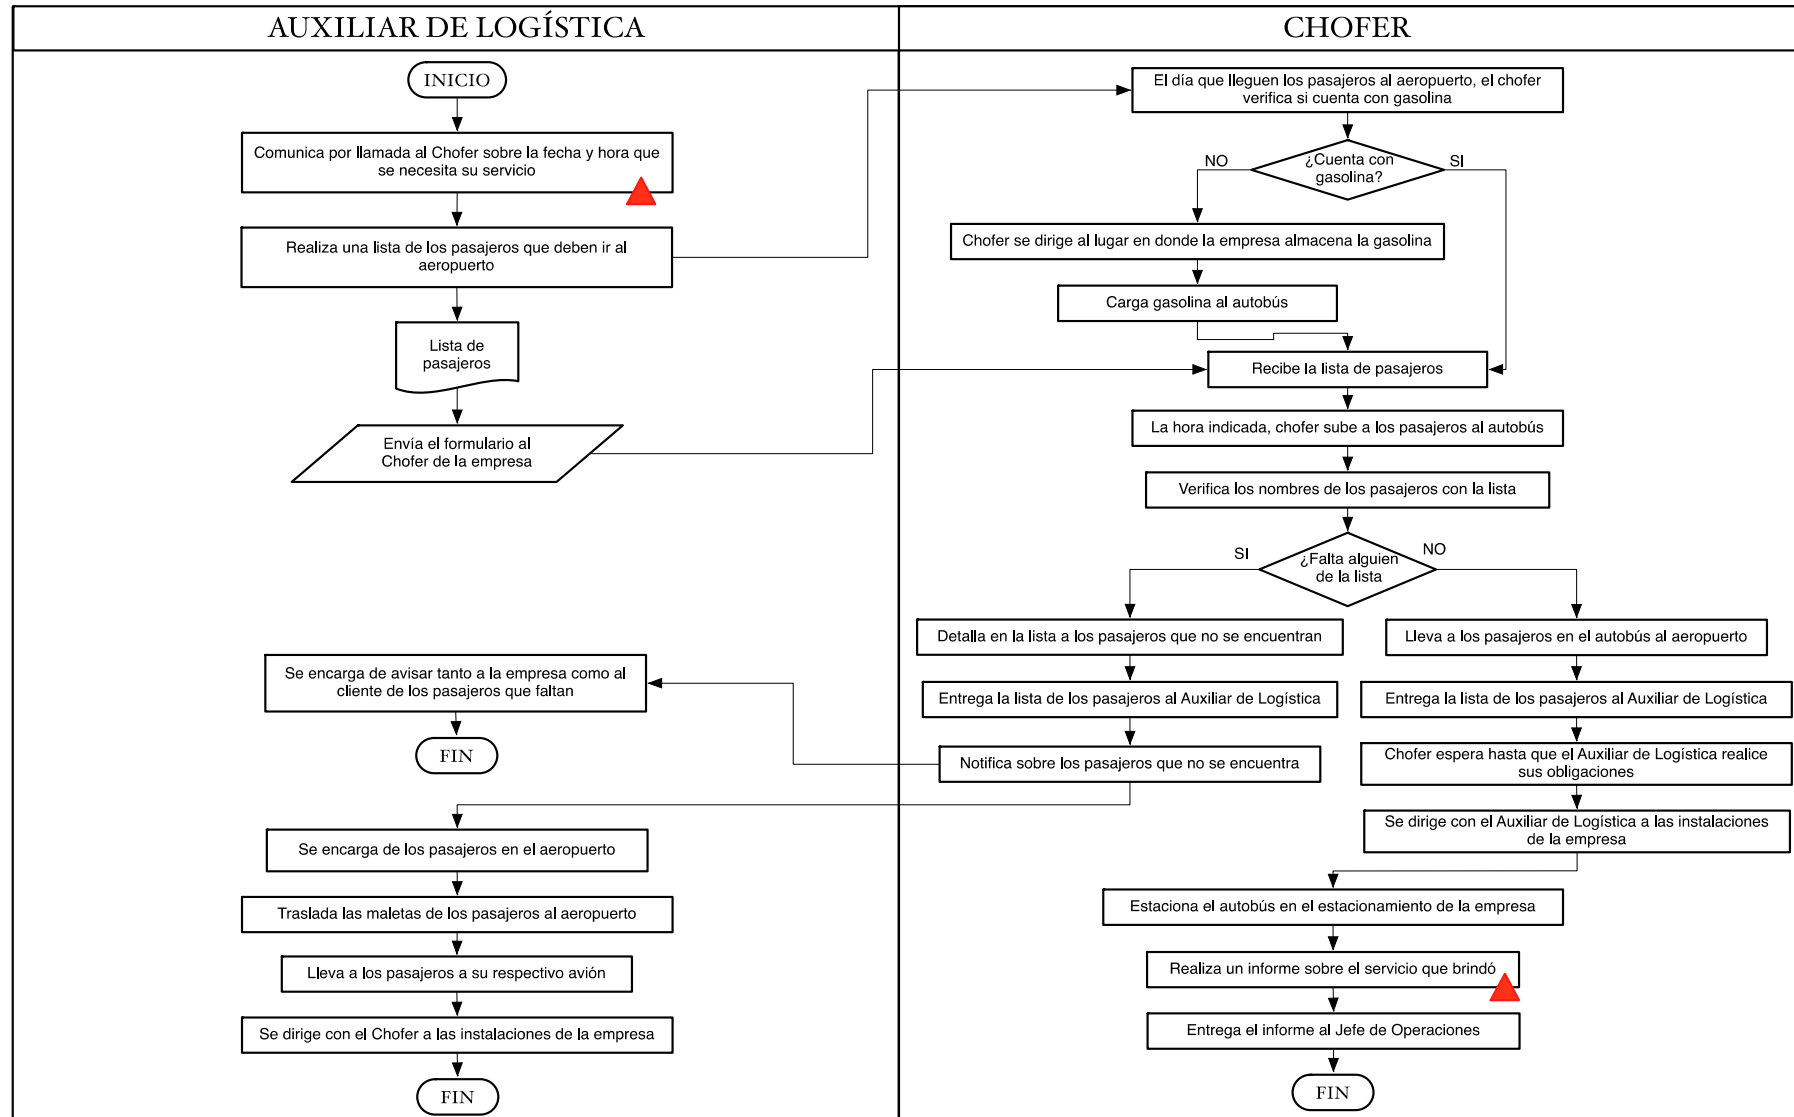 AUXILIAR DE LOGÍSTICA
INICIO
Comunica por llamada al Chofer sobre la fecha y hora que
se necesita su servicio
Realiza una lista de los pasajeros que deben ir al
aeropuerto
Lista de
pasajeros
Envía el formulario al
Chofer de la empresa
Se encarga de avisar tanto a la empresa como al
cliente de los pasajeros que faltan
FIN
Se encarga de los pasajeros en el aeropuerto
Traslada las maletas de los pasajeros al aeropuerto
Lleva a los pasajeros a su respectivo avión
Se dirige con el Chofer a las instalaciones de la empresa
FIN
CHOFER
El día que lleguen los pasajeros al aeropuerto, el chofer
verifica si cuenta con gasolina
¿Cuenta con
gasolina?
NO
SI
Chofer se dirige al lugar en donde la empresa almacena la gasolina
Carga gasolina al autobús
Recibe la lista de pasajeros
La hora indicada, chofer sube a los pasajeros al autobús
Verifica los nombres de los pasajeros con la lista
¿Falta alguien
de la lista
SI
NO
Detalla en la lista a los pasajeros que no se encuentran
Entrega la lista de los pasajeros al Auxiliar de Logística
Notifica sobre los pasajeros que no se encuentra
Lleva a los pasajeros en el autobús al aeropuerto
Entrega la lista de los pasajeros al Auxiliar de Logística
Chofer espera hasta que el Auxiliar de Logística realice
sus obligaciones
Se dirige con el Auxiliar de Logística a las instalaciones
de la empresa
Estaciona el autobús en el estacionamiento de la empresa
Realiza un informe sobre el servicio que brindó
Entrega el informe al Jefe de Operaciones
FIN